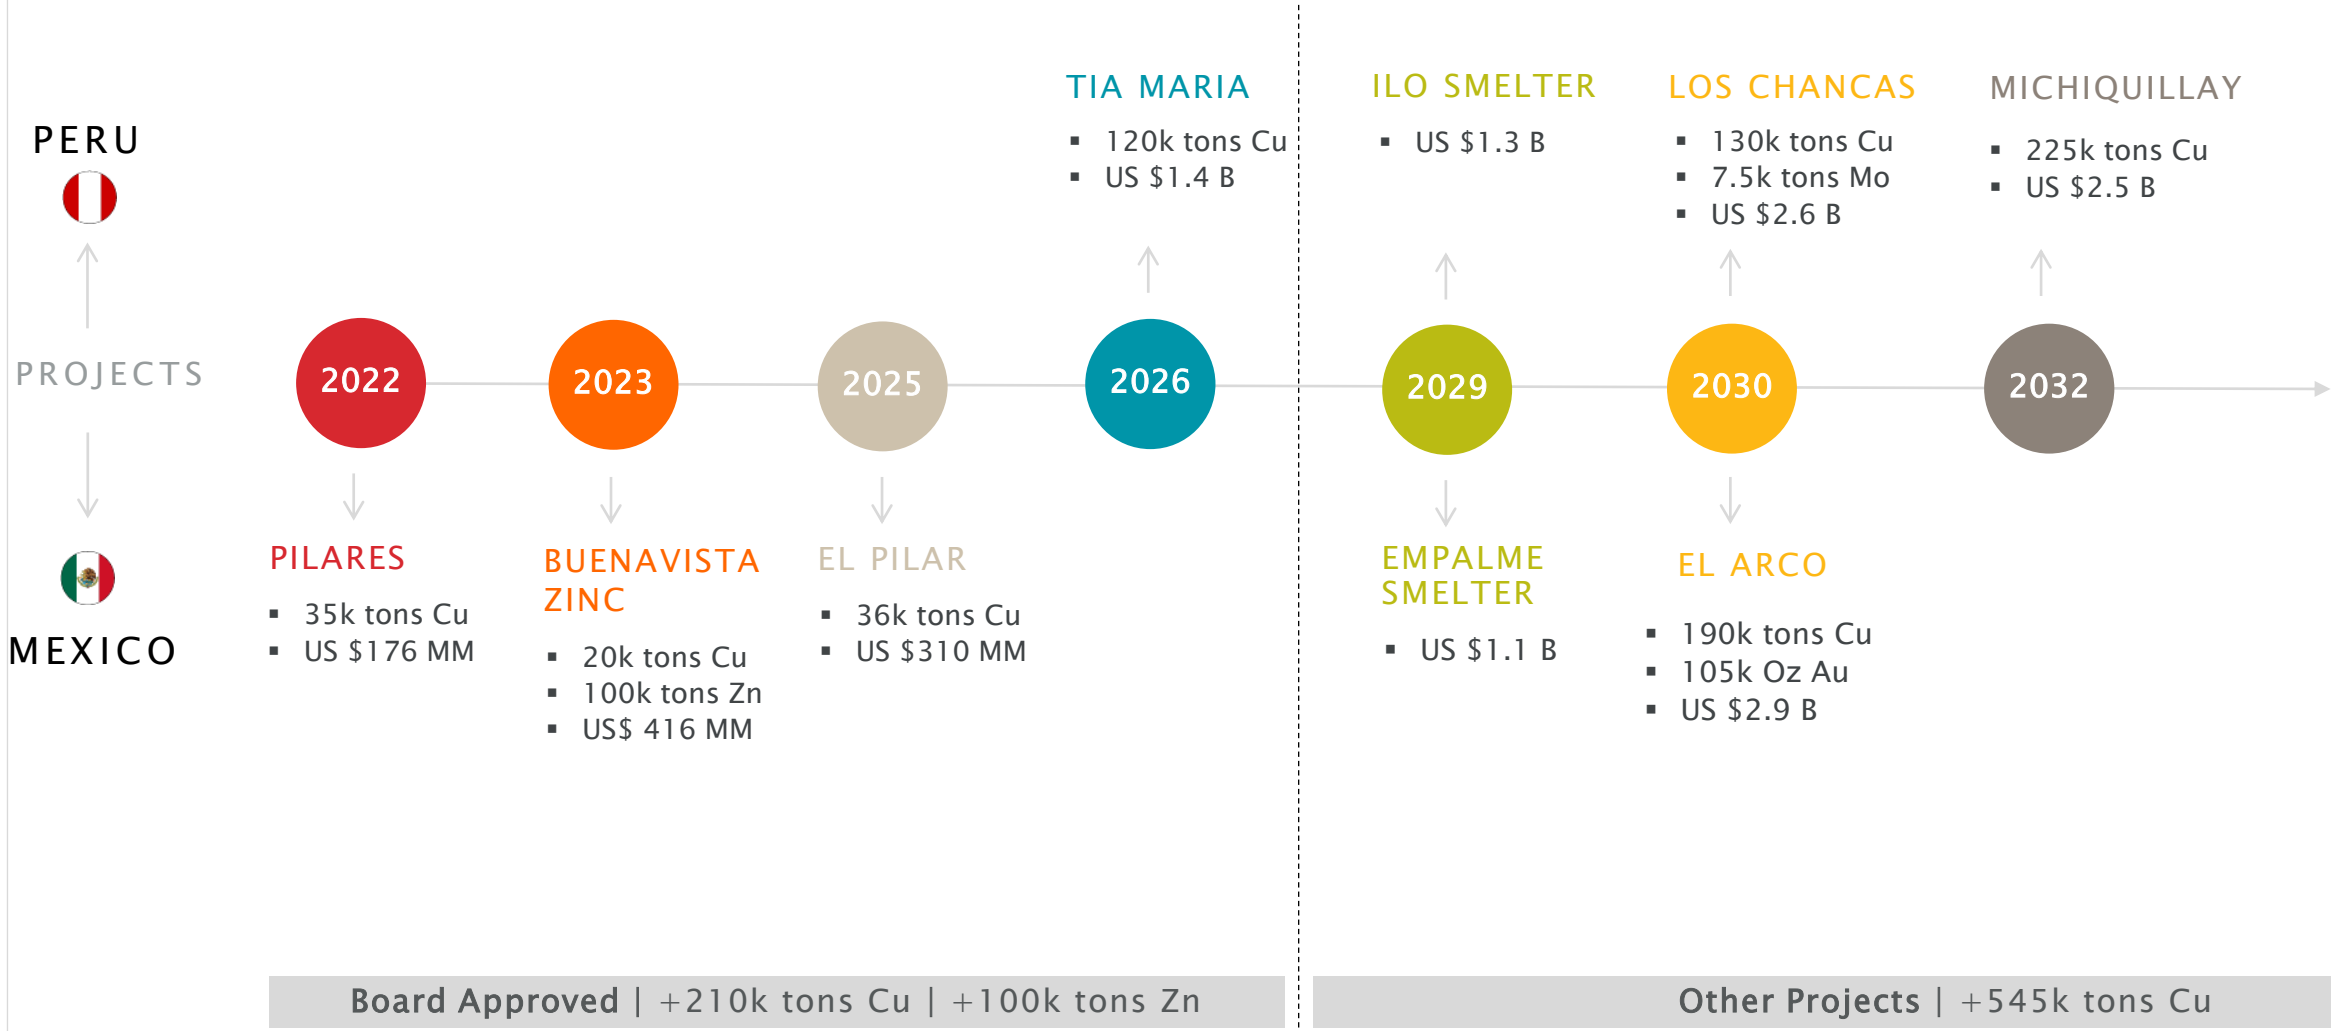 PERU
PROJECTS
MEXICO
TIA MARIA
▪ 120k tons Cu
▪ US $1.4 B
ILO SMELTER
▪ US $1.3 B
LOS CHANCAS
▪ 130k tons Cu
▪ 7.5k tons Mo
▪ US $2.6 B
MICHIQUILLAY
▪ 225k tons Cu
▪ US $2.5 B
2022
2023
2025
2026
2029
2030
2032
PILARES
▪ 35k tons Cu
▪ US $176 MM
BUENAVISTA
ZINC
▪ 20k tons Cu
▪ 100k tons Zn
▪ US$ 416 MM
EL PILAR
▪ 36k tons Cu
▪ US $310 MM
EMPALME
SMELTER
▪ US $1.1 B
EL ARCO
▪ 190k tons Cu
▪ 105k Oz Au
▪ US $2.9 B
Board Approved | +210k tons Cu | +100k tons Zn
Other Projects | +545k tons Cu